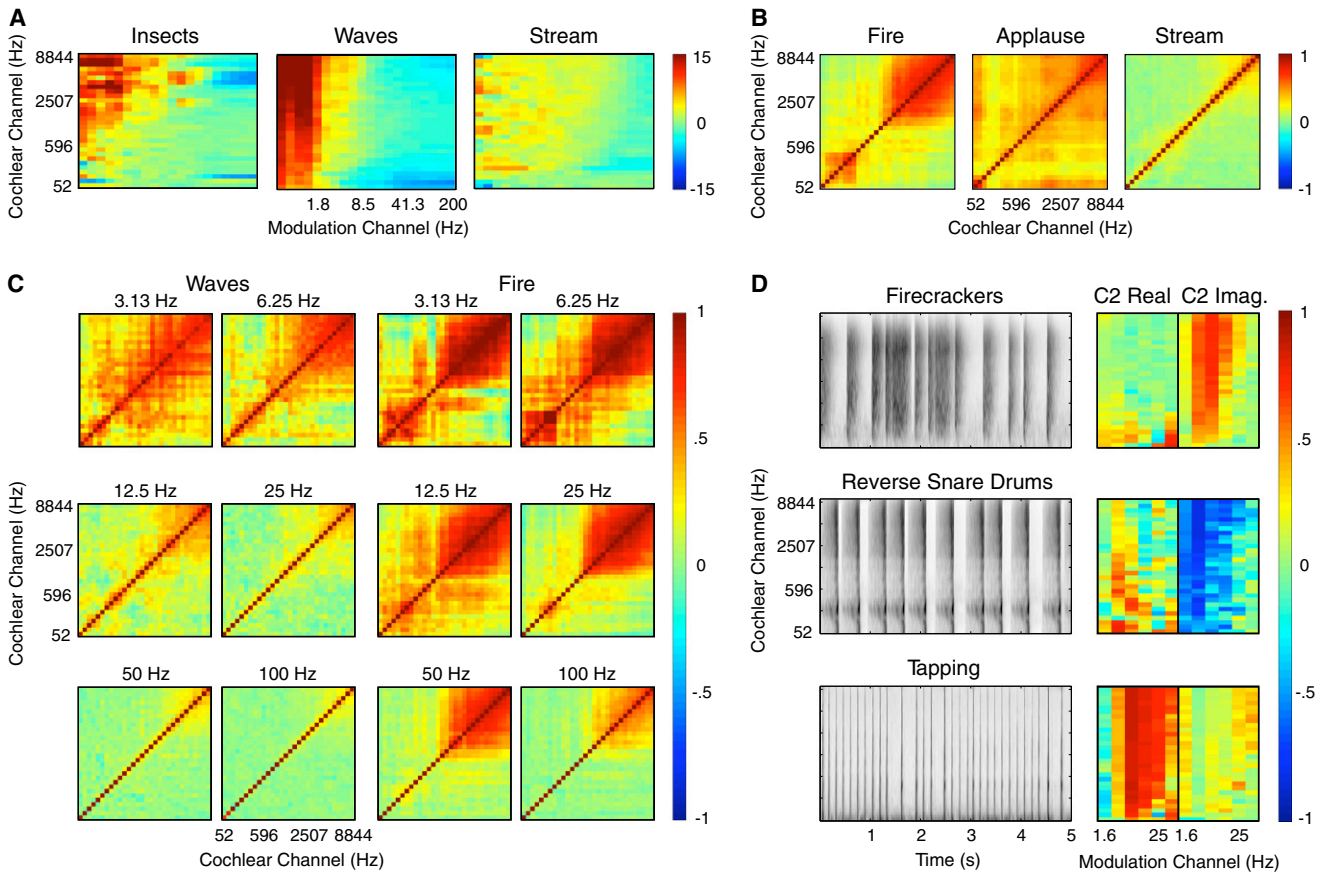 A
Insects
Waves
Stream
Cochlear Channel (Hz)
8844
2507
596
52
1.8 8.5 41.3 200
Modulation Channel (Hz)
15
0
-15
B
Fire
Applause
Stream
Cochlear Channel (Hz)
8844
2507
596
52
52 596 2507 8844
Cochlear Channel (Hz)
1
0
-1
C
Waves
Fire
3.13 Hz
6.25 Hz
3.13 Hz
6.25 Hz
12.5 Hz
25 Hz
12.5 Hz
25 Hz
Cochlear Channel (Hz)
8844
2507
596
52
50 Hz
100 Hz
50 Hz
100 Hz
52 596 2507 8844
Cochlear Channel (Hz)
1
.5
0
-.5
-1
D
Firecrackers
C2 Real
C2 Imag.
Reverse Snare Drums
Cochlear Channel (Hz)
8844
2507
596
52
Tapping
1 2 3 4 5
Time (s)
1.6 25 1.6 25
Modulation Channel (Hz)
1
.5
0
-.5
-1